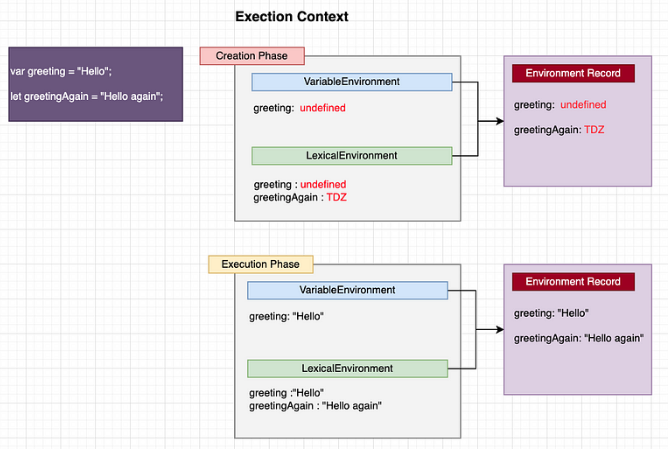 Exection Context
var greeting = "Hello";
let greetingAgain = "Hello again";
Creation Phase
VariableEnvironment
greeting: undefined
LexicalEnvironment
greeting : undefined
greetingAgain : TDZ
Environment Record
greeting: undefined
greetingAgain: TDZ
Execution Phase
VariableEnvironment
greeting: "Hello"
LexicalEnvironment
greeting :"Hello"
greetingAgain : "Hello again"
Environment Record
greeting: "Hello"
greetingAgain: "Hello again"